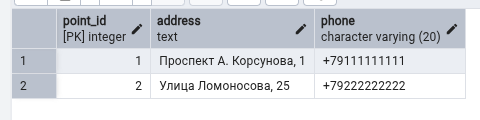 point_id address phone
[PK] integer text character varying (20)
1 1 Проспект А. Корсунова, 1 +79111111111
2 2 Улица Ломоносова, 25 +79222222222